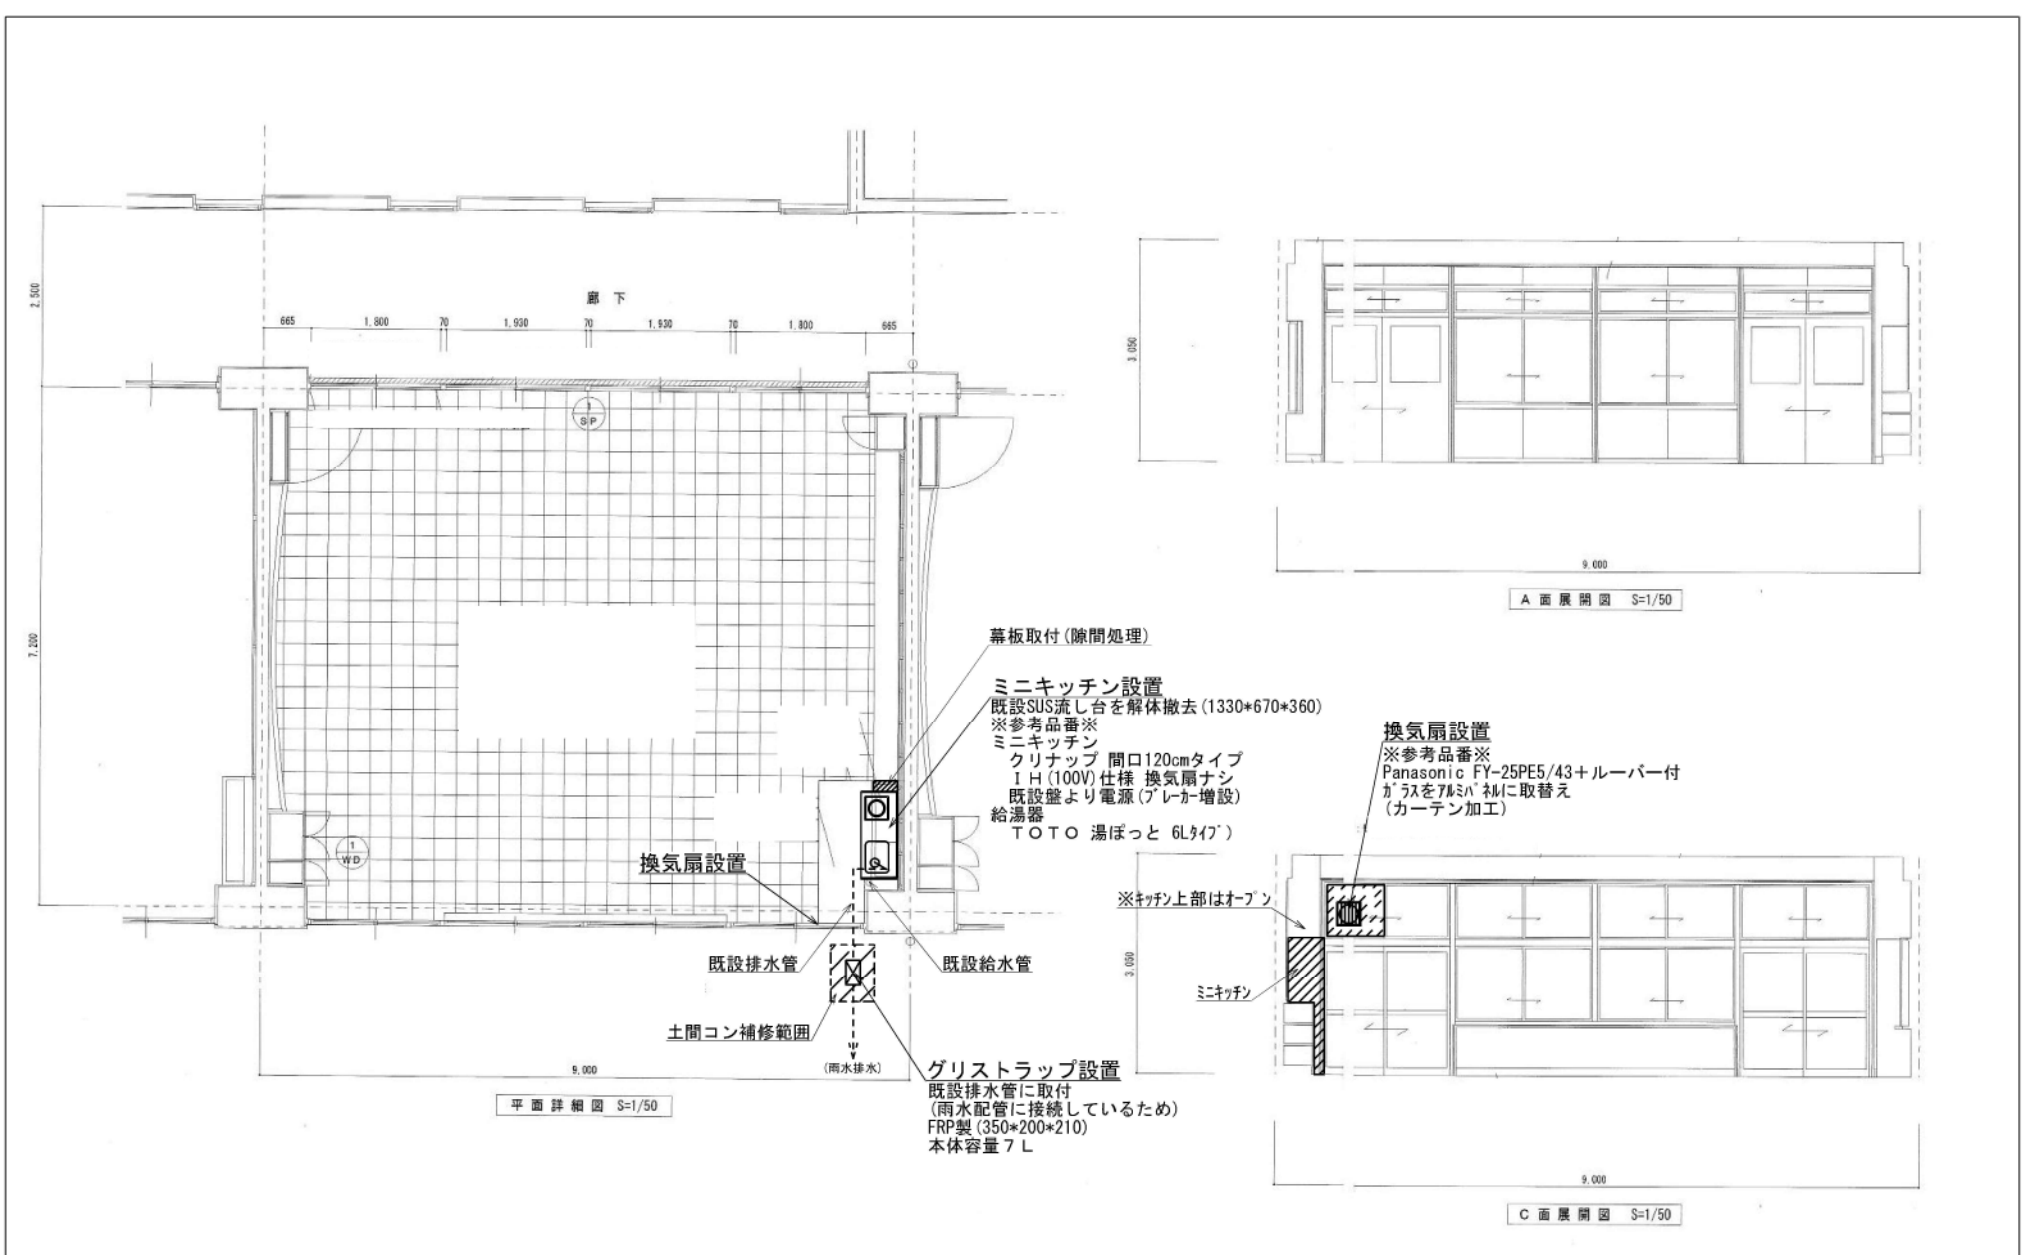 2,500
廊 下
665
1,800
70
1,930
70
1,930
70
1,800
665
7,200
1
SP
1
WD
幕板取付(隙間処理)
ミニキッチン設置
既設SUS流し台を解体撤去(1330*670*360)
※参考品番※
ミニキッチン
クリナップ 間口120cmタイプ
IH(100V)仕様 換気扇ナシ
既設盤より電源(ブレーカー増設)
給湯器
TOTO 湯ぽっと 6Lタイプ)
換気扇設置
既設排水管
既設給水管
土間コン補修範囲
(雨水排水)
グリストラップ設置
既設排水管に取付
(雨水配管に接続しているため)
FRP製(350*200*210)
本体容量7L
9,000
平面詳細図 S=1/50
3,050
9,000
A面展開図 S=1/50
換気扇設置
※参考品番※
Panasonic FY-25PE5/43+ルーバー付
ガラスをアルミパネルに取替え
(カーテン加工)
※キッチン上部はオープン
ミニキッチン
3,050
9,000
C面展開図 S=1/50